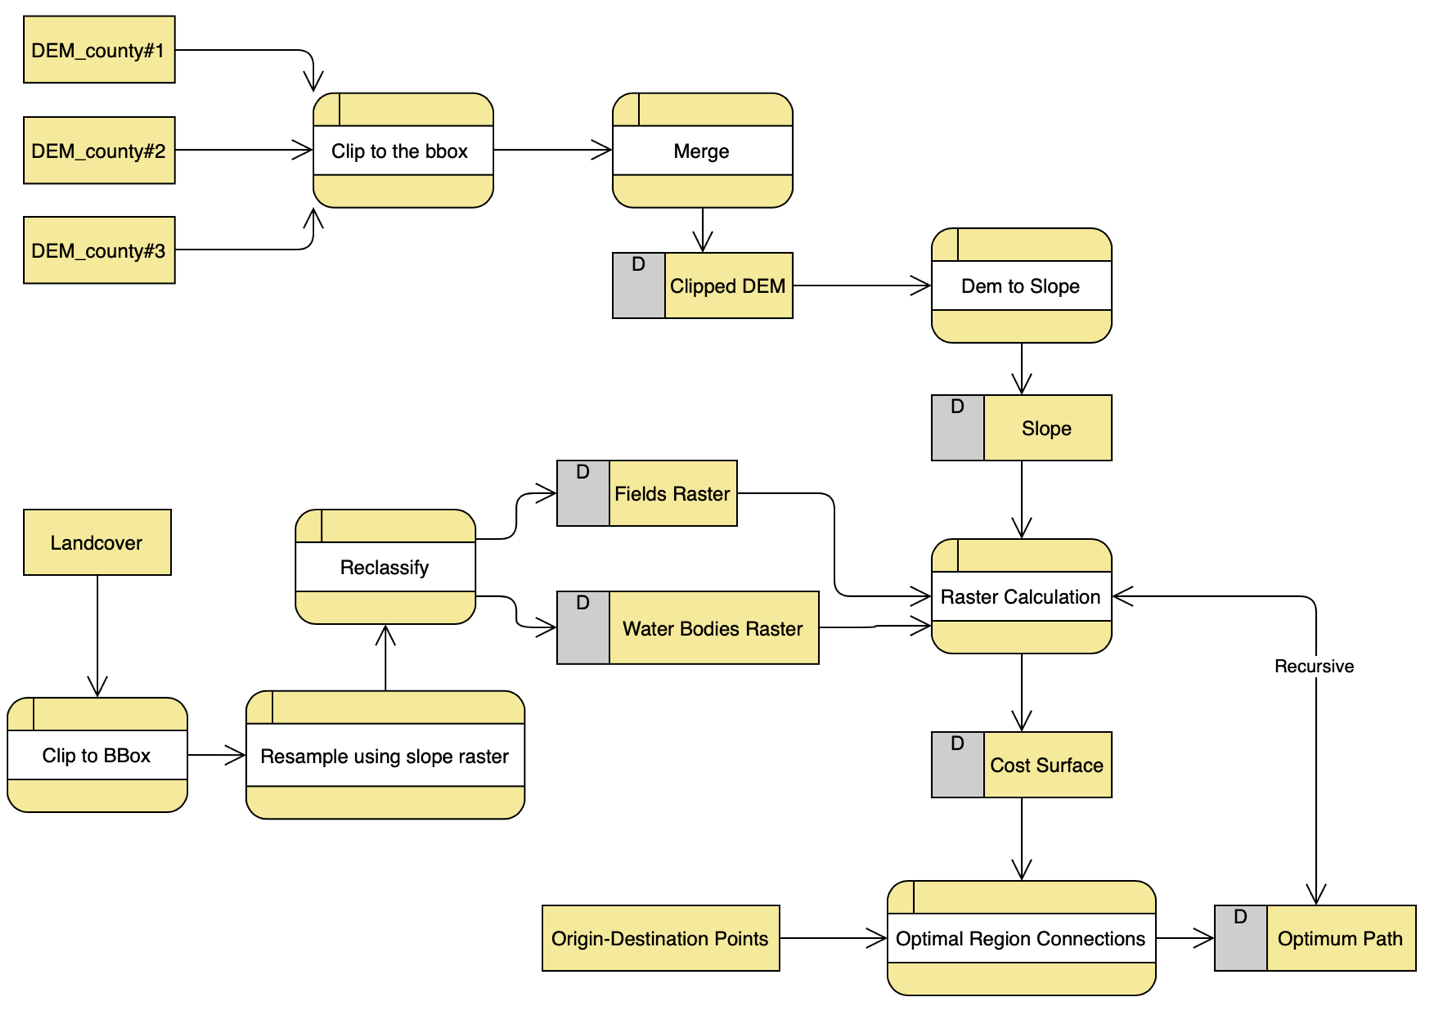 DEM_county#1
DEM_county#2
DEM_county#3
Clip to the bbox
Merge
D
Clipped DEM
Dem to Slope
D
Slope
D
Fields Raster
Landcover
Reclassify
D
Water Bodies Raster
Raster Calculation
Recursive
Clip to BBox
Resample using slope raster
D
Cost Surface
Origin-Destination Points
Optimal Region Connections
D
Optimum Path